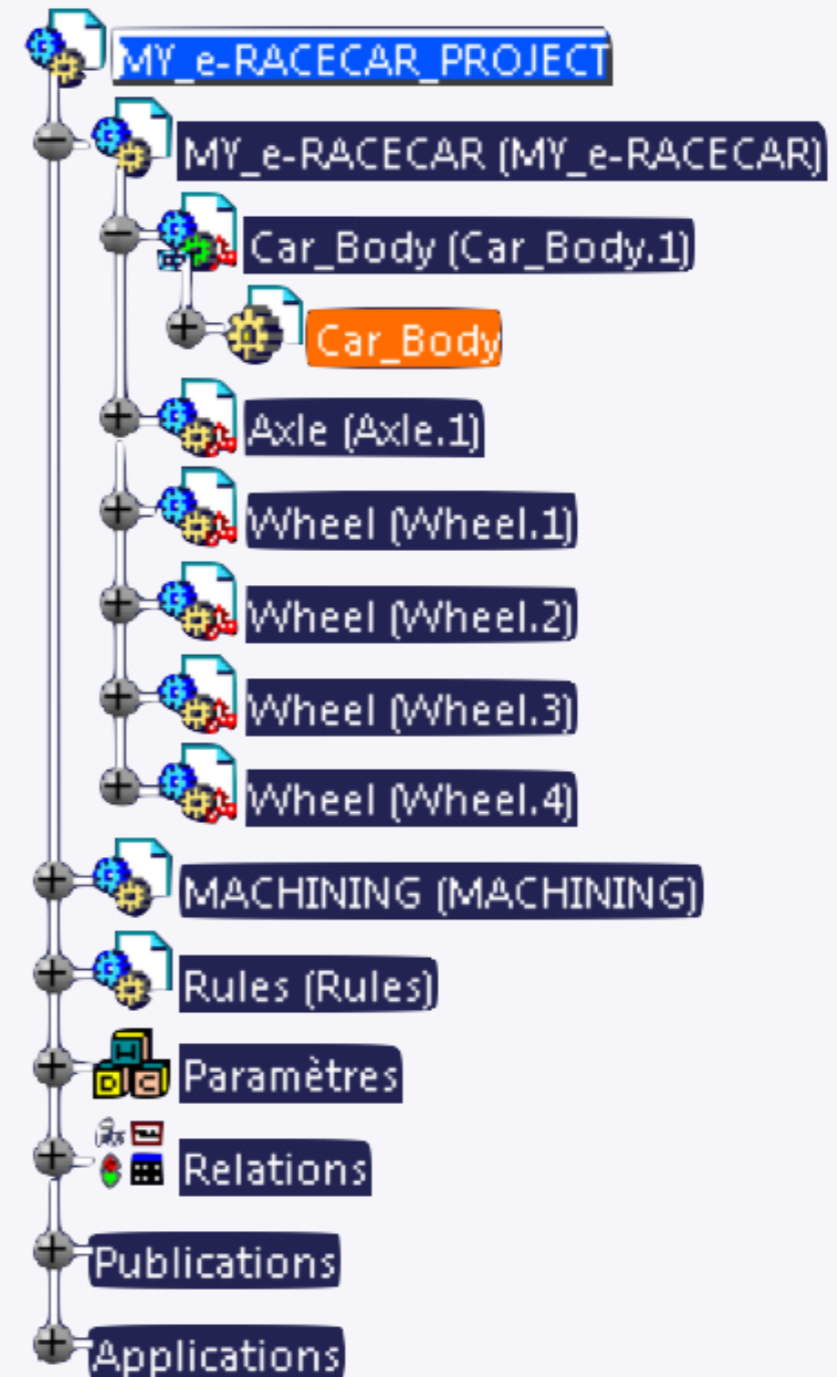 MY_e-RACECAR_PROJECT
MY_e-RACECAR (MY_e-RACECAR)
Car_Body (Car_Body.1)
Car_Body
Axle (Axle.1)
Wheel (Wheel.1)
Wheel (Wheel.2)
Wheel (Wheel.3)
Wheel (Wheel.4)
MACHINING (MACHINING)
Rules (Rules)
Paramètres
Relations
Publications
Applications